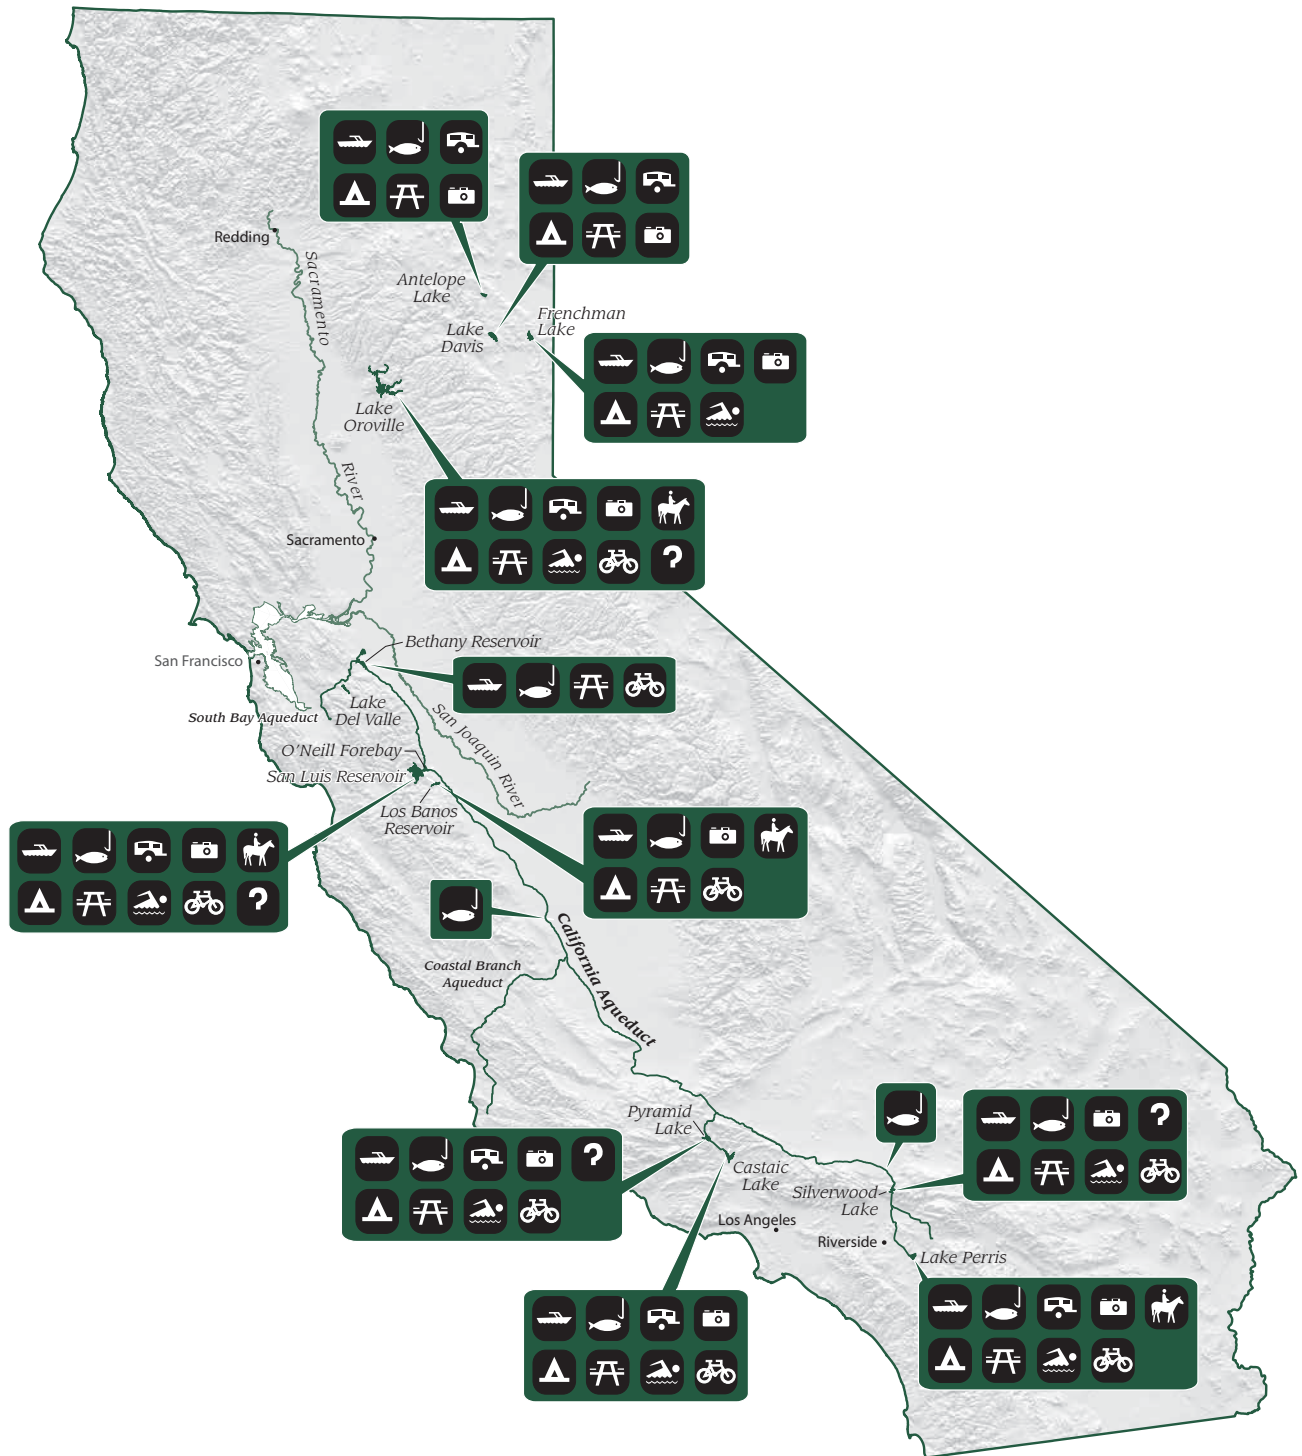 Redding
Sacramento
Antelope
Lake
Lake
Davis
Frenchman
Lake
Lake
Oroville
River
Sacramento
?
Bethany Reservoir
San Francisco
Lake
Del Valle
South Bay Aqueduct
San Joaquin River
O'Neill Forebay
San Luis Reservoir
Los Banos
Reservoir
?
California Aqueduct
Coastal Branch
Aqueduct
Pyramid
Lake
?
?
Castaic
Lake
Silverwood
Lake
Los Angeles
Riverside
Lake Perris